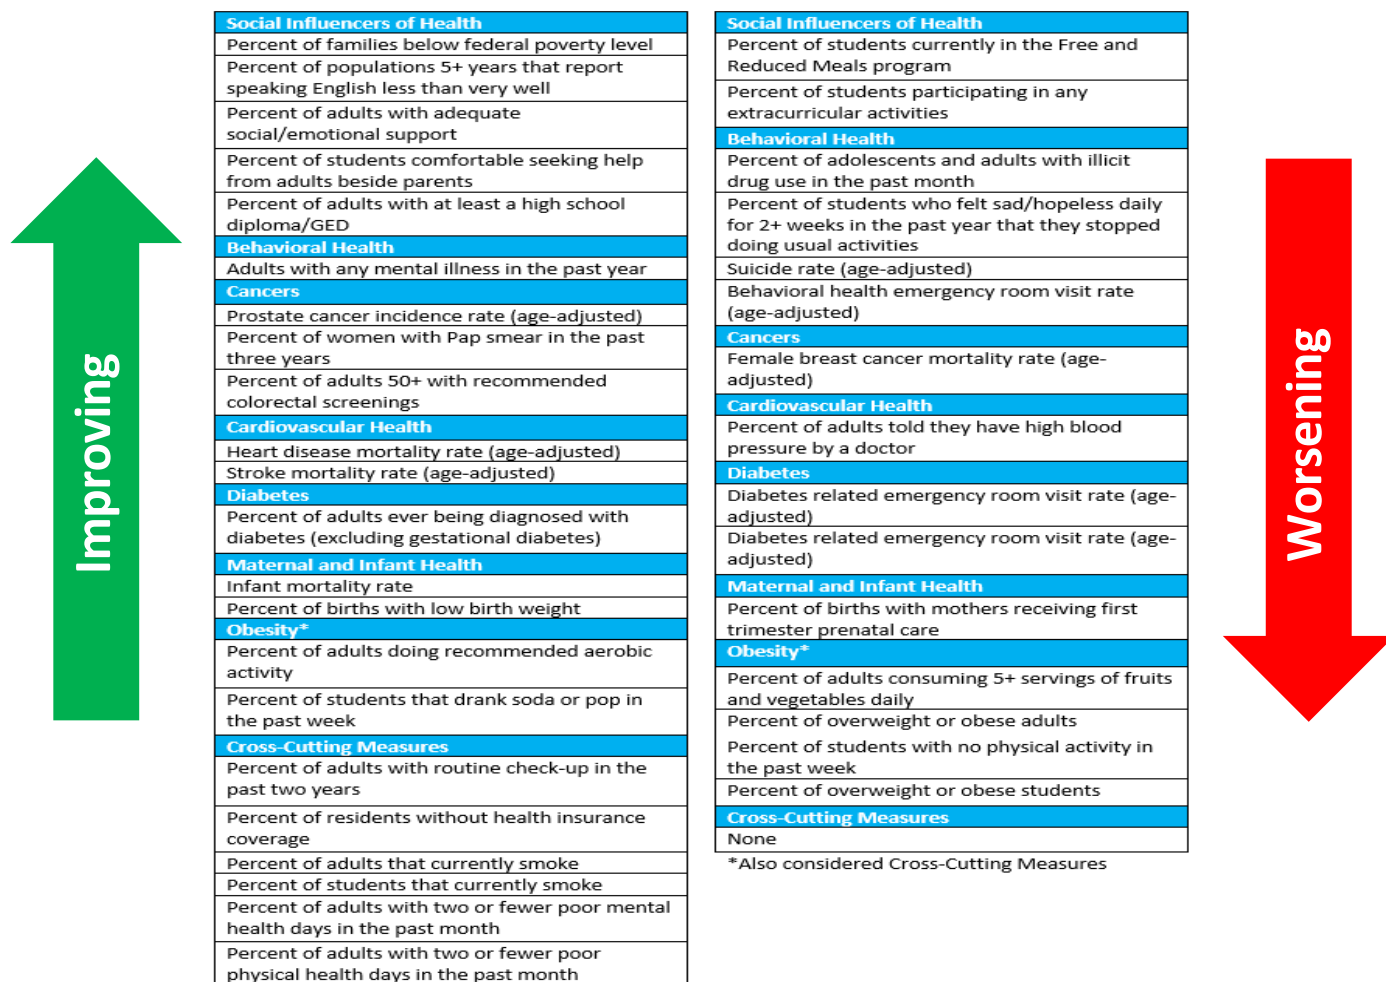 Improving
Social Influencers of Health
Percent of families below federal poverty level
Percent of populations 5+ years that report
speaking English less than very well
Percent of adults with adequate
social/emotional support
Percent of students comfortable seeking help
from adults beside parents
Percent of adults with at least a high school
diploma/GED
Behavioral Health
Adults with any mental illness in the past year
Cancers
Prostate cancer incidence rate (age-adjusted)
Percent of women with Pap smear in the past
three years
Percent of adults 50+ with recommended
colorectal screenings
Cardiovascular Health
Heart disease mortality rate (age-adjusted)
Stroke mortality rate (age-adjusted)
Diabetes
Percent of adults ever being diagnosed with
diabetes (excluding gestational diabetes)
Maternal and Infant Health
Infant mortality rate
Percent of births with low birth weight
Obesity*
Percent of adults doing recommended aerobic
activity
Percent of students that drank soda or pop in
the past week
Cross-Cutting Measures
Percent of adults with routine check-up in the
past two years
Percent of residents without health insurance
coverage
Percent of adults that currently smoke
Percent of students that currently smoke
Percent of adults with two or fewer poor mental
health days in the past month
Percent of adults with two or fewer poor
physical health days in the past month
Social Influencers of Health
Percent of students currently in the Free and
Reduced Meals program
Percent of students participating in any
extracurricular activities
Behavioral Health
Percent of adolescents and adults with illicit
drug use in the past month
Percent of students who felt sad/hopeless daily
for 2+ weeks in the past year that they stopped
doing usual activities
Suicide rate (age-adjusted)
Behavioral health emergency room visit rate
(age-adjusted)
Cancers
Female breast cancer mortality rate (age-
adjusted)
Cardiovascular Health
Percent of adults told they have high blood
pressure by a doctor
Diabetes
Diabetes related emergency room visit rate (age-
adjusted)
Diabetes related emergency room visit rate (age-
adjusted)
Maternal and Infant Health
Percent of births with mothers receiving first
trimester prenatal care
Obesity*
Percent of adults consuming 5+ servings of fruits
and vegetables daily
Percent of overweight or obese adults
Percent of students with no physical activity in
the past week
Percent of overweight or obese students
Cross-Cutting Measures
None
*Also considered Cross-Cutting Measures
Worsening